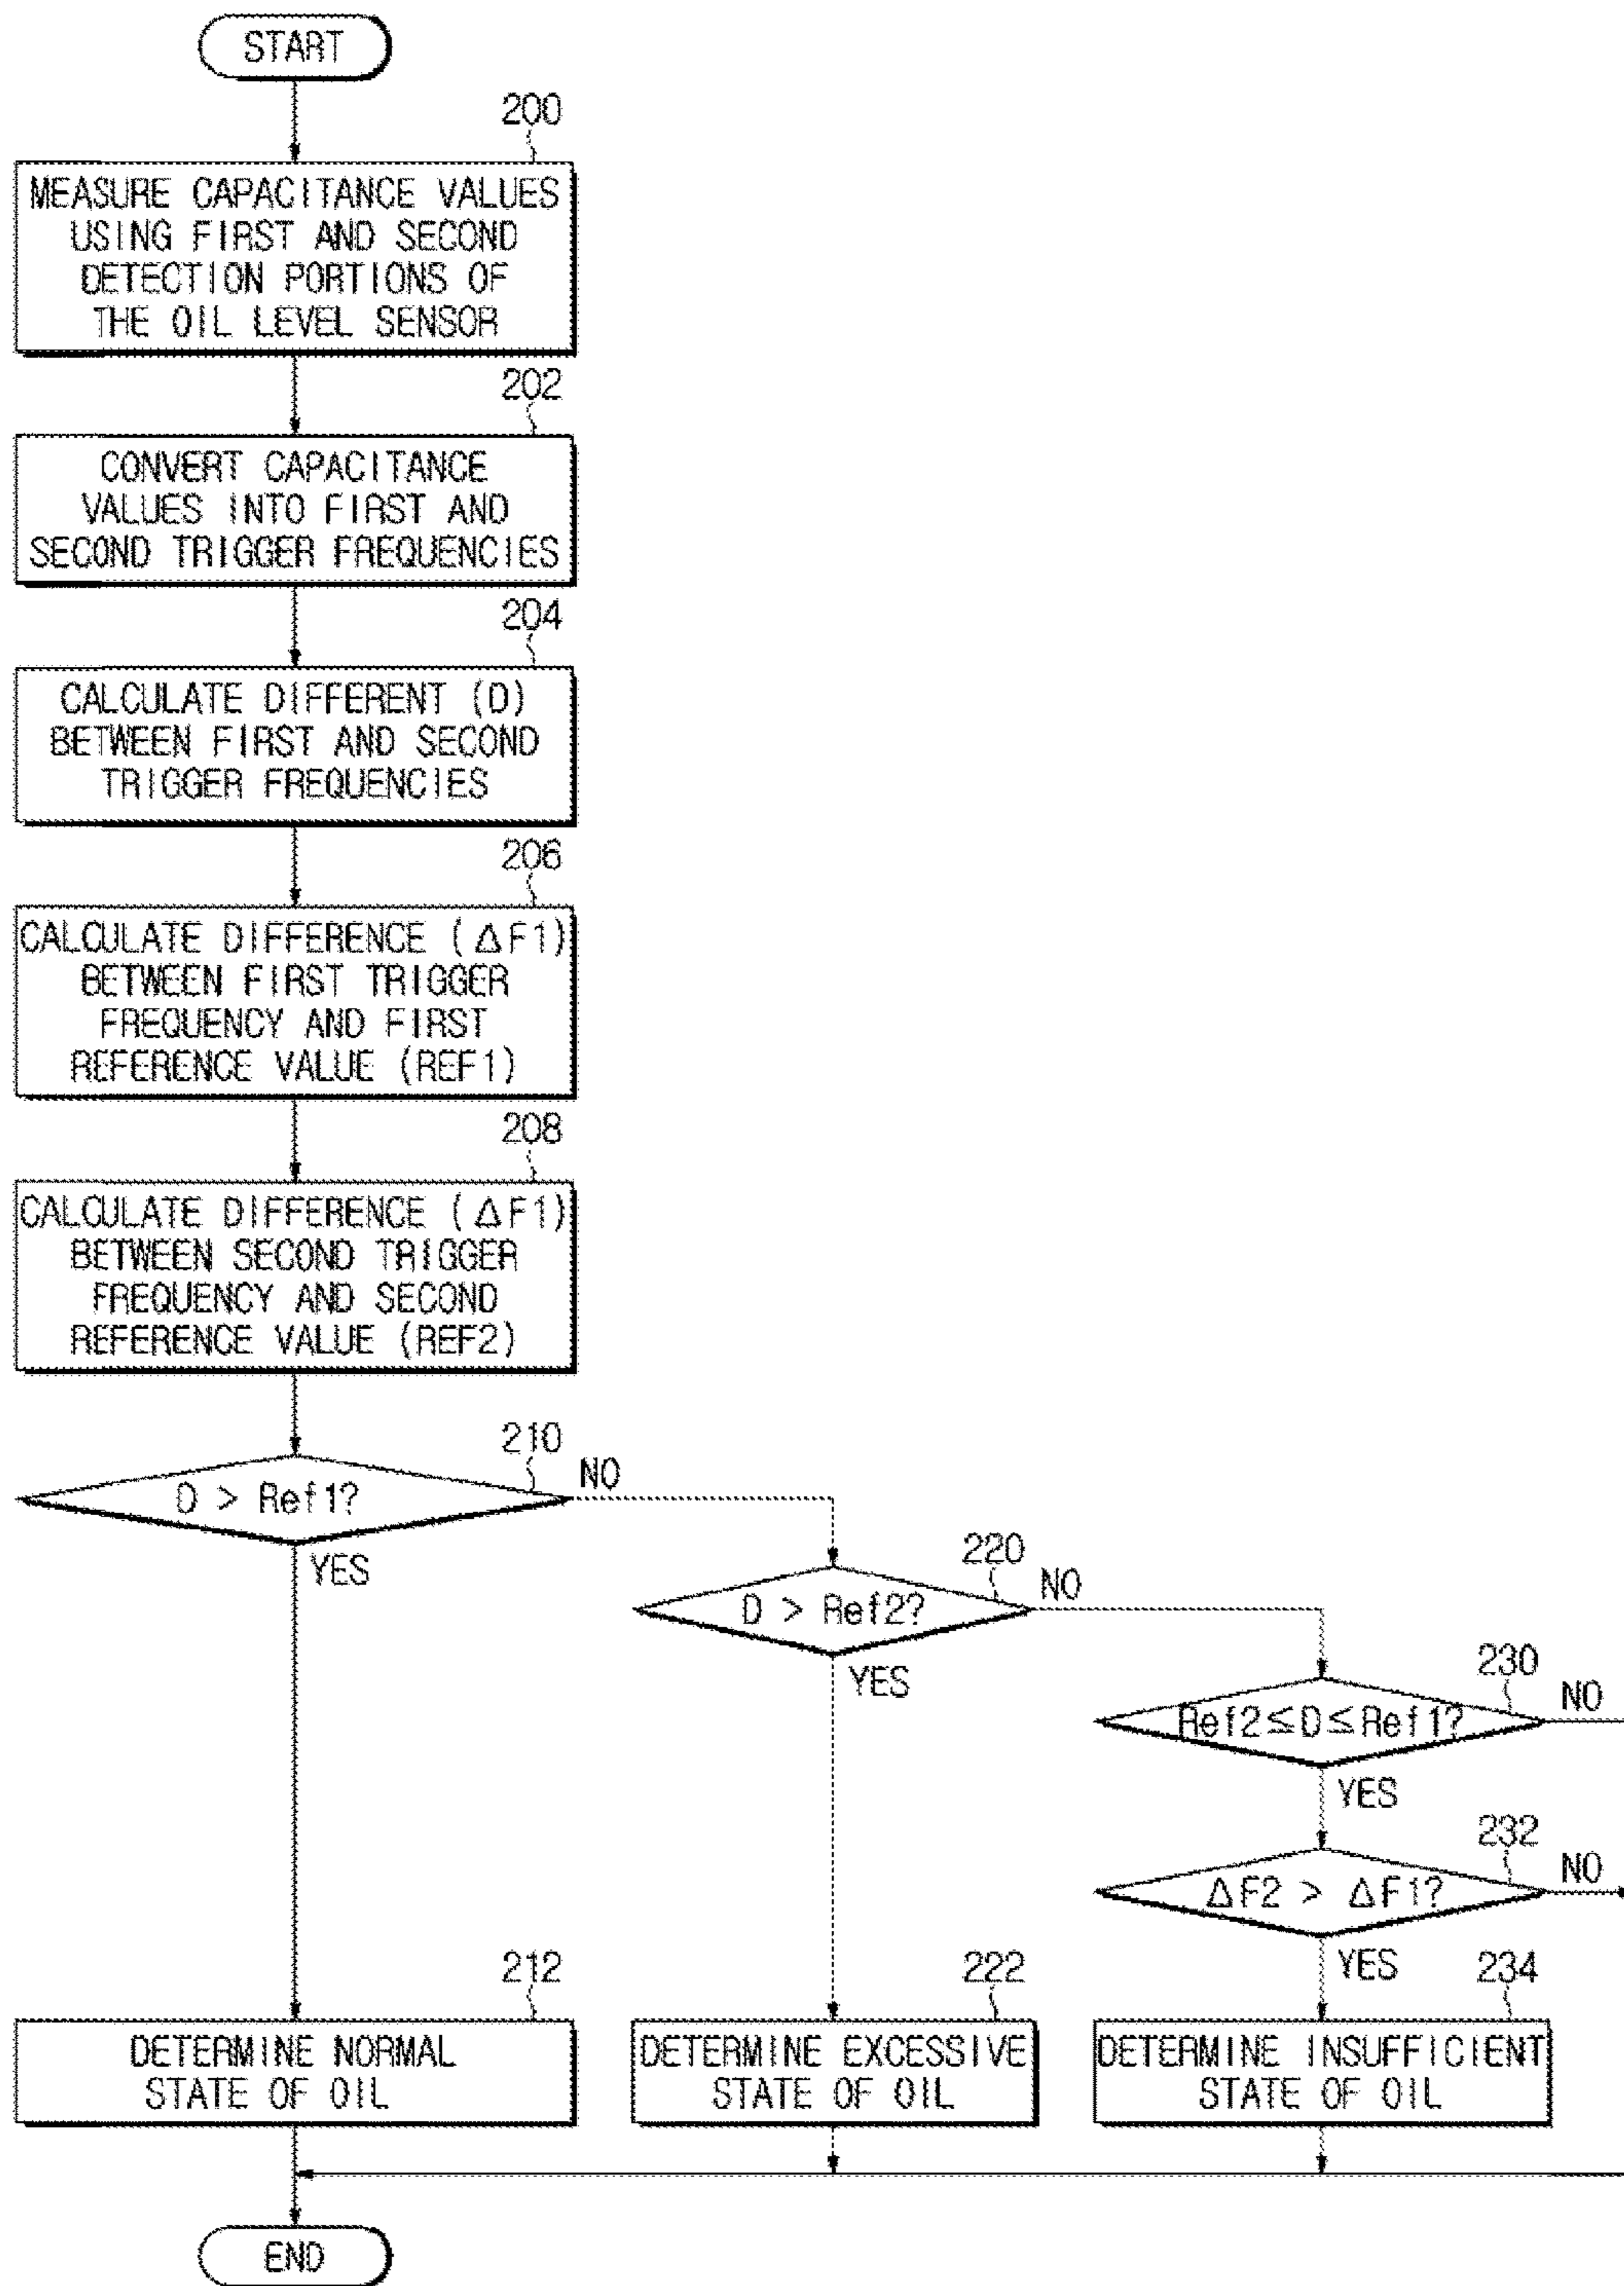 START
200
MEASURE CAPACITANCE VALUES
USING FIRST AND SECOND
DETECTION PORTIONS OF
THE OIL LEVEL SENSOR
202
CONVERT CAPACITANCE
VALUES INTO FIRST AND
SECOND TRIGGER FREQUENCIES
204
CALCULATE DIFFERENT (D)
BETWEEN FIRST AND SECOND
TRIGGER FREQUENCIES
206
CALCULATE DIFFERENCE (ΔF1)
BETWEEN FIRST TRIGGER
FREQUENCY AND FIRST
REFERENCE VALUE (REF1)
208
CALCULATE DIFFERENCE (ΔF1)
BETWEEN SECOND TRIGGER
FREQUENCY AND SECOND
REFERENCE VALUE (REF2)
210
D > Ref1?
NO
YES
220
D > Ref2?
NO
YES
230
Ref2≤D≤Ref1?
NO
YES
232
ΔF2 > ΔF1?
NO
YES
212
DETERMINE NORMAL
STATE OF OIL
222
DETERMINE EXCESSIVE
STATE OF OIL
234
DETERMINE INSUFFICIENT
STATE OF OIL
END